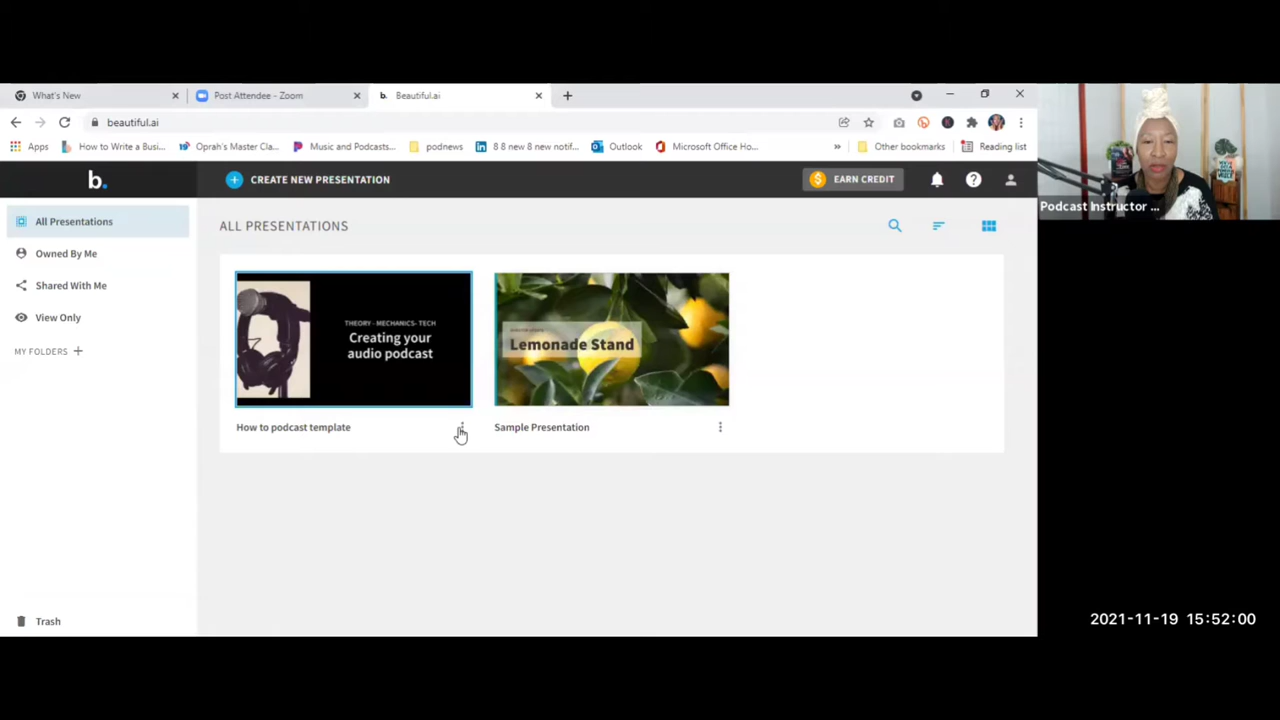 What's New
Post Attendee - Zoom
b. Beautiful.ai
beautiful.ai
Apps
How to Write a Busi...
Oprah's Master Cla...
Music and Podcasts...
podnews
8 8 new 8 new notif...
Outlook
Microsoft Office Ho...
»
Other bookmarks
Reading list
b.
CREATE NEW PRESENTATION
EARN CREDIT
Podcast Instructor ...
All Presentations
Owned By Me
Shared With Me
View Only
MY FOLDERS +
ALL PRESENTATIONS
THEORY - MECHANICS- TECH
Creating your
audio podcast
Lemonade Stand
How to podcast template
Sample Presentation
Trash
2021-11-19 15:52:00